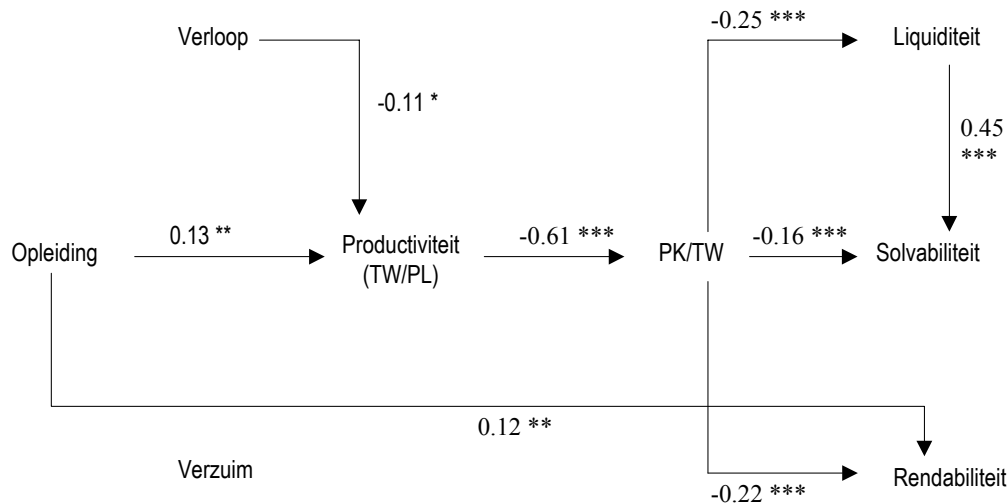 -0.25 ***
Verloop
Liquiditeit
-0.11 *
0.45
***
0.13 **
Productiviteit
(TW/PL)
-0.61 ***
PK/TW
-0.16 ***
Opleiding
Solvabiliteit
0.12 **
Verzuim
Rendabiliteit
-0.22 ***